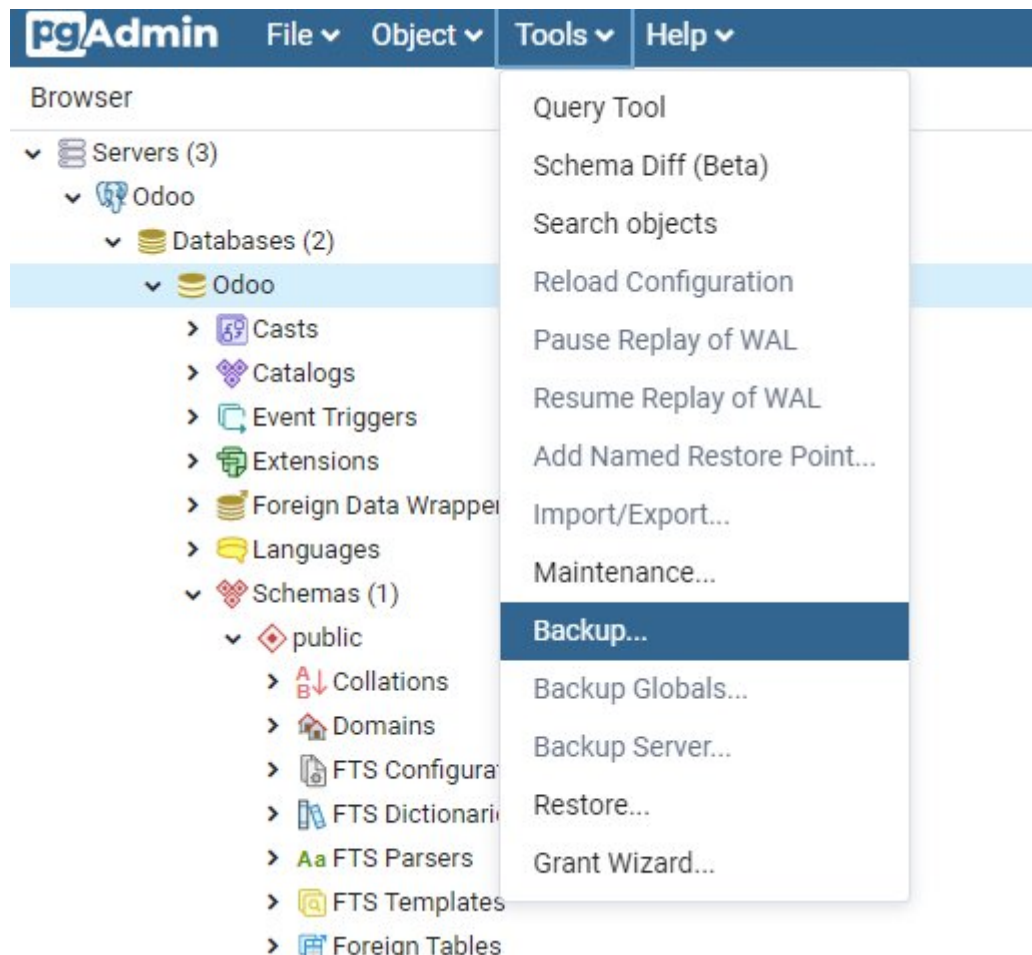 pgAdmin File Object Tools Help
Browser
Servers (3)
Odoo
Databases (2)
Odoo
Casts
Catalogs
Event Triggers
Extensions
Foreign Data Wrapper
Languages
Schemas (1)
public
Collations
Domains
FTS Configura
FTS Dictionari
Aa FTS Parsers
FTS Templates
Foreign Tables
Query Tool
Schema Diff (Beta)
Search objects
Reload Configuration
Pause Replay of WAL
Resume Replay of WAL
Add Named Restore Point...
Import/Export...
Maintenance...
Backup...
Backup Globals...
Backup Server...
Restore...
Grant Wizard...